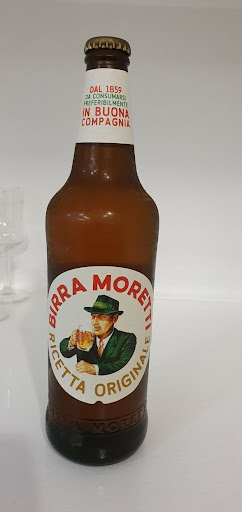 DAL 1859
DA CONSUMARSI
PREFERIBILMENTE
IN BUONA
COMPAGNIA
BIRRA MORETTI
RICETTA ORIGINALE